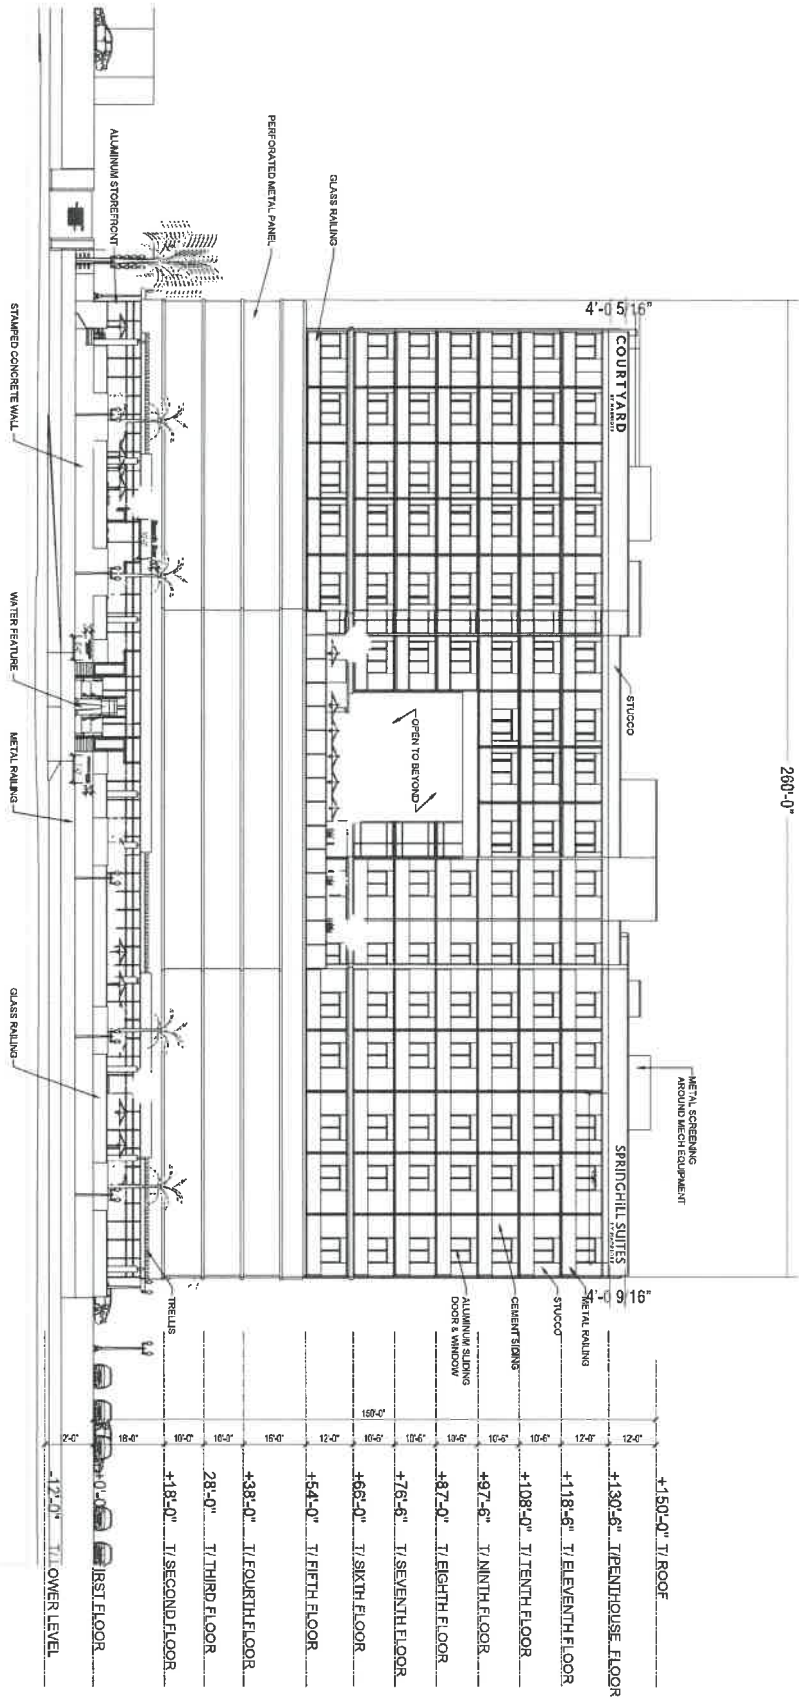 260'-0"
4'-0 5/16"
COURTYARD
BY MARRIOTT
STUCCO
METAL SCREENING
AROUND MECH EQUIPMENT
SPRINGHILL SUITES
BY MARRIOTT
4'-0 9/16"
GLASS RAILING
PERFORATED METAL PANEL
ALUMINUM STOREFRONT
OPEN TO BEYOND
METAL RAILING
STUCCO
CEMENT SIDING
ALUMINUM SLIDING
DOOR & WINDOW
TRELLIS
STAMPED CONCRETE WALL
WATER FEATURE
METAL RAILING
GLASS RAILING
150'-0"
12'-0"
12'-0"
10'-6"
10'-6"
10'-6"
10'-6"
10'-6"
12'-0"
16'-0"
10'-0"
10'-0"
18'-0"
2'-0"
+150'-0" T/ ROOF
+130'-6" T/PENTHOUSE FLOOR
+118'-6" T/ ELEVENTH FLOOR
+108'-0" T/ TENTH FLOOR
+97'-6" T/ NINTH FLOOR
+87'-0" T/ EIGHTH FLOOR
+76'-6" T/ SEVENTH FLOOR
+66'-0" T/ SIXTH FLOOR
+54'-0" T/ FIFTH FLOOR
+38'-0" T/ FOURTH FLOOR
28'-0" T/ THIRD FLOOR
+18'-0" T/ SECOND FLOOR
+0'-0 IRST FLOOR
-12'-0" T/ LOWER LEVEL